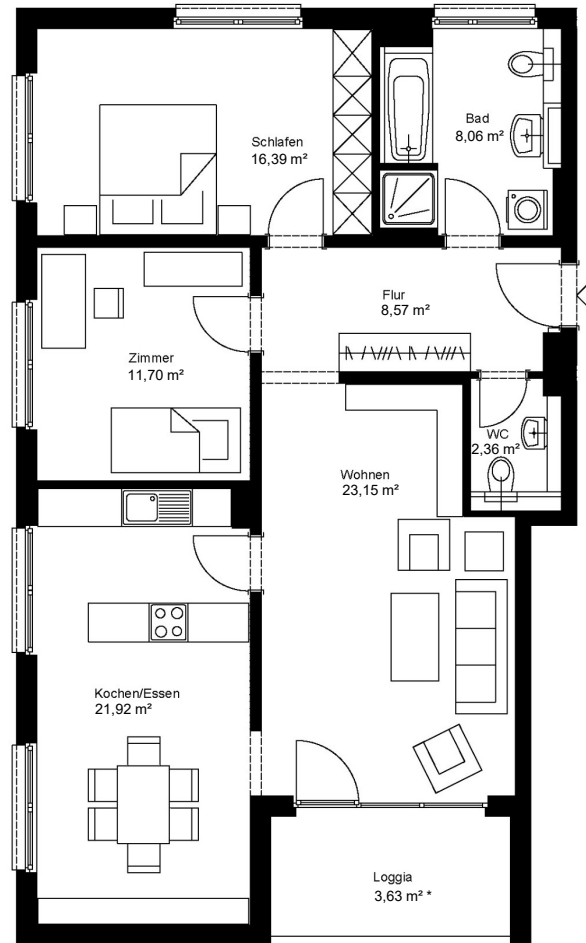 Schlafen
16,39 m²
Bad
8,06 m²
Flur
8,57 m²
Zimmer
11,70 m²
WC
2,36 m²
Wohnen
23,15 m²
Kochen/Essen
21,92 m²
Loggia
3,63 m² *